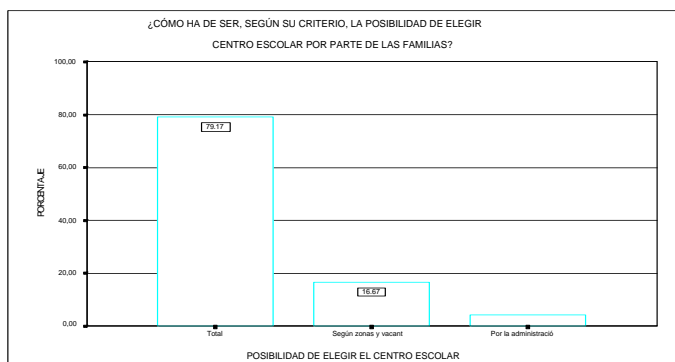 ¿CÓMO HA DE SER, SEGÚN SU CRITERIO, LA POSIBILIDAD DE ELEGIR
CENTRO ESCOLAR POR PARTE DE LAS FAMILIAS?
PORCENTAJE
100,00
80,00
60,00
40,00
20,00
0,00
79.17
16.67
Total
Según zonas y vacant
Por la administració
POSIBILIDAD DE ELEGIR EL CENTRO ESCOLAR